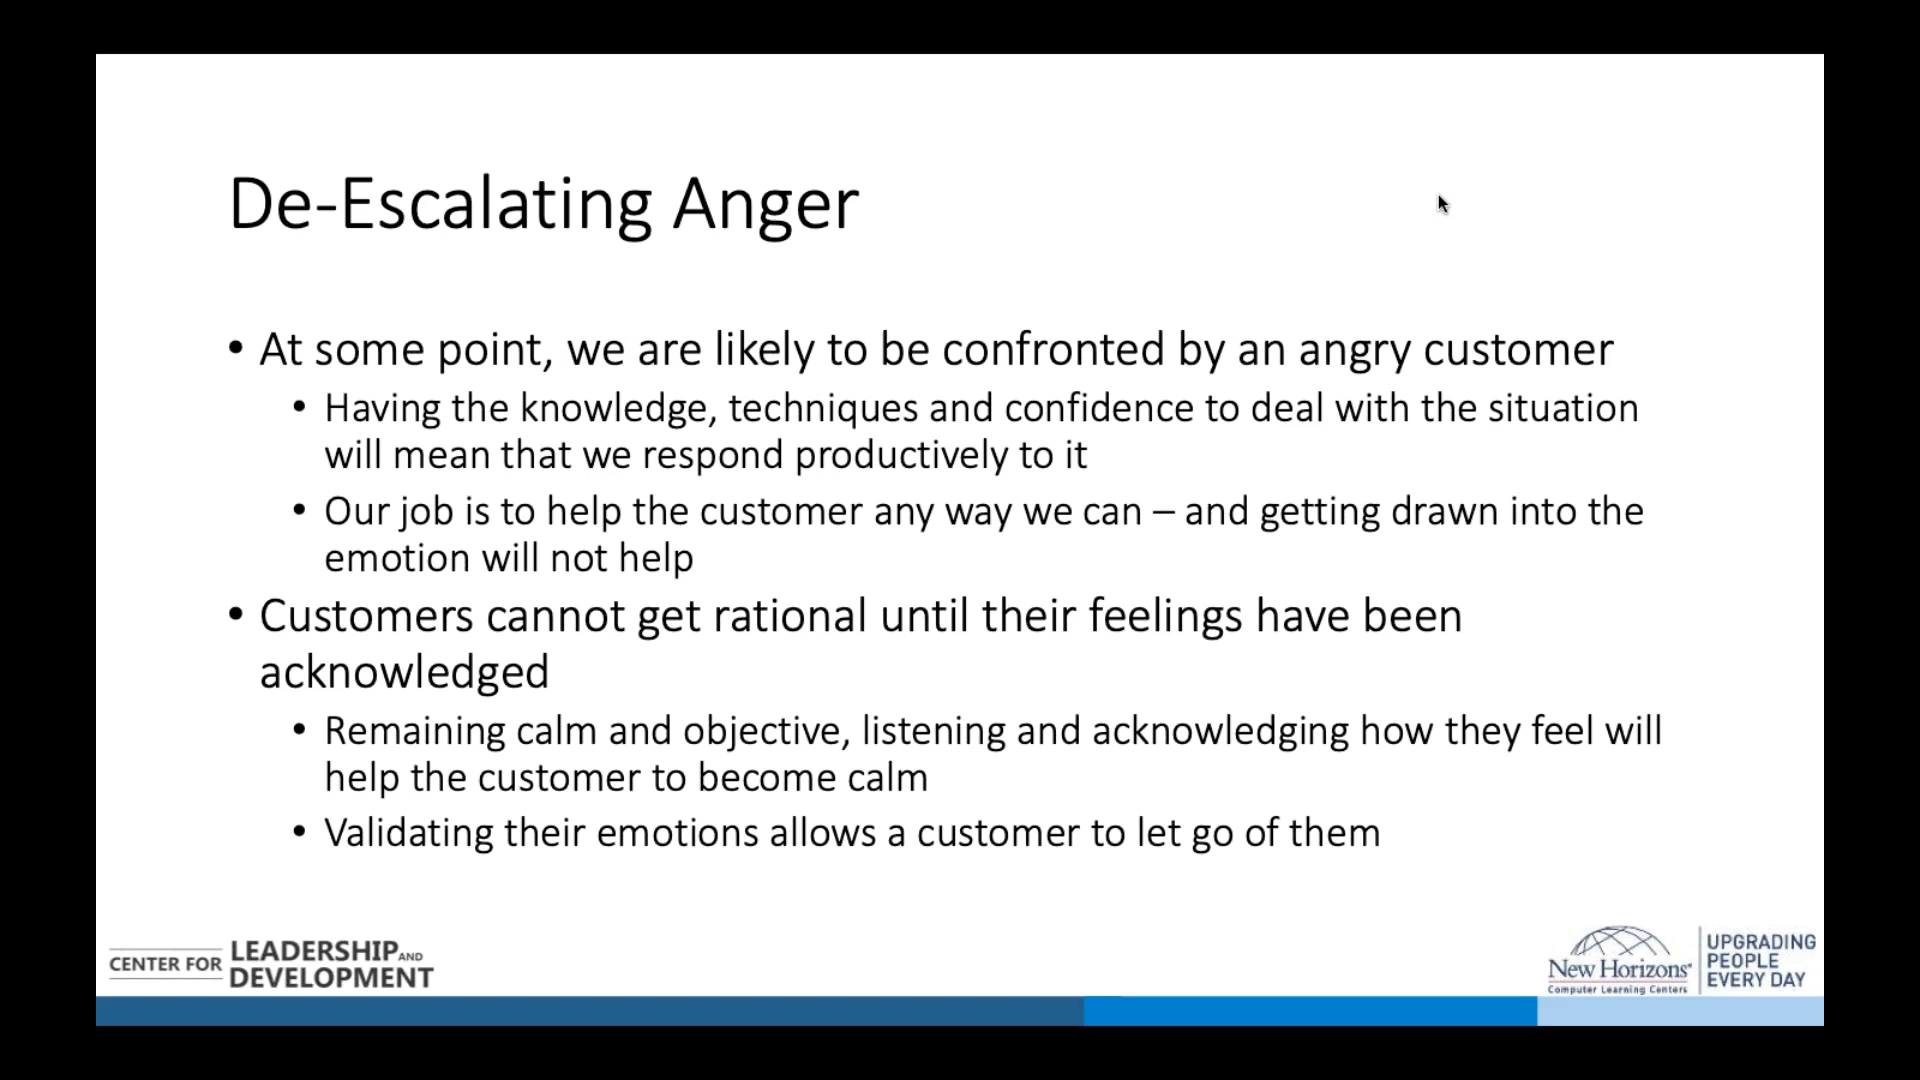 De-Escalating Anger
• At some point, we are likely to be confronted by an angry customer
• Having the knowledge, techniques and confidence to deal with the situation
will mean that we respond productively to it
• Our job is to help the customer any way we can – and getting drawn into the
emotion will not help
• Customers cannot get rational until their feelings have been
acknowledged
• Remaining calm and objective, listening and acknowledging how they feel will
help the customer to become calm
• Validating their emotions allows a customer to let go of them
CENTER FOR LEADERSHIP AND
DEVELOPMENT
New Horizons®
Computer Learning Centers
UPGRADING
PEOPLE
EVERY DAY